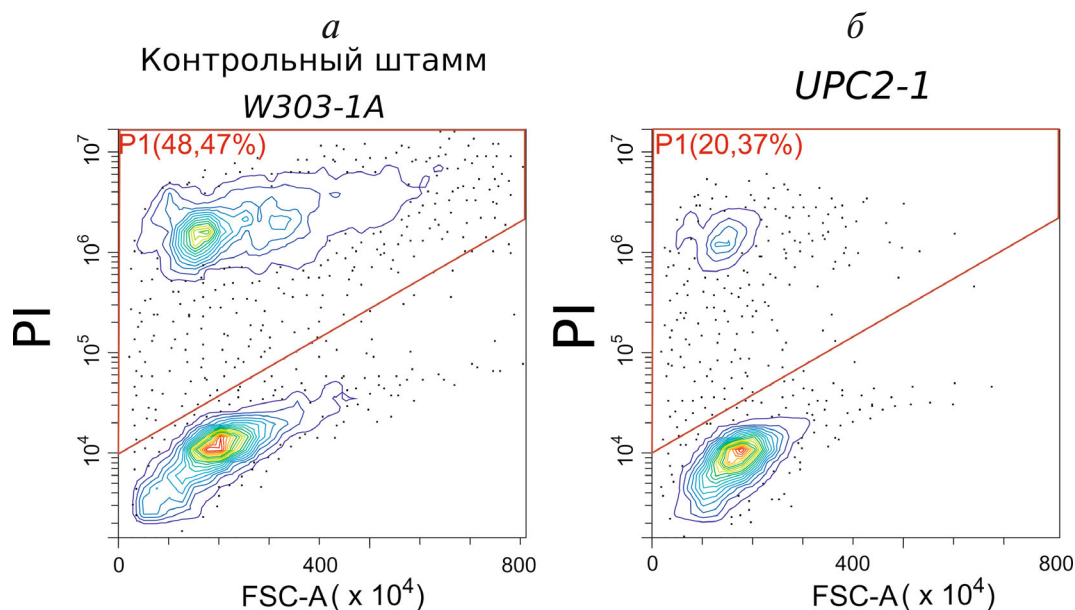 а
Контрольный штамм
W303-1A
P1(48,47%)
10^7
10^6
10^5
10^4
PI
0 400 800
FSC-A ( x 10^4)
б
UPC2-1
P1(20,37%)
10^7
10^6
10^5
10^4
PI
0 400 800
FSC-A ( x 10^4)